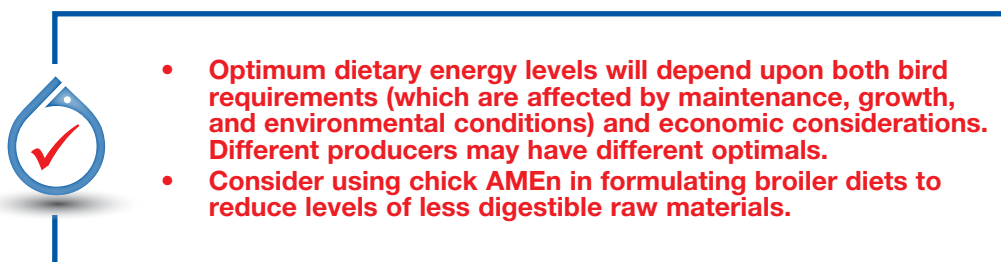 • Optimum dietary energy levels will depend upon both bird
requirements (which are affected by maintenance, growth,
and environmental conditions) and economic considerations.
Different producers may have different optimals.
• Consider using chick AMEn in formulating broiler diets to
reduce levels of less digestible raw materials.